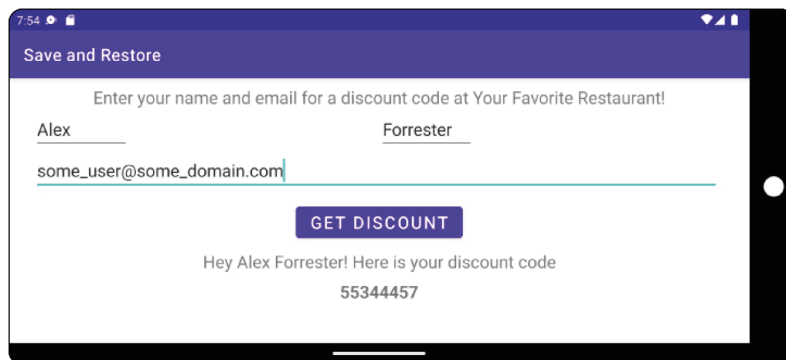 7:54
Save and Restore
Enter your name and email for a discount code at Your Favorite Restaurant!
Alex Forrester
some_user@some_domain.com
GET DISCOUNT
Hey Alex Forrester! Here is your discount code
55344457